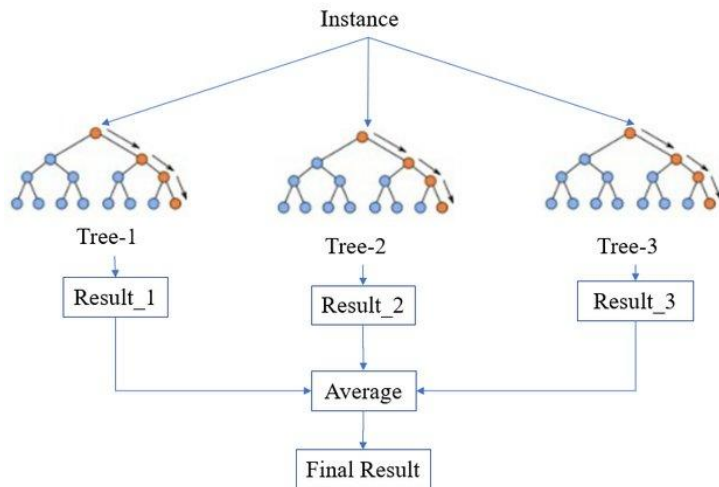 Instance
Tree-1
Tree-2
Tree-3
Result_1
Result_2
Result_3
Average
Final Result